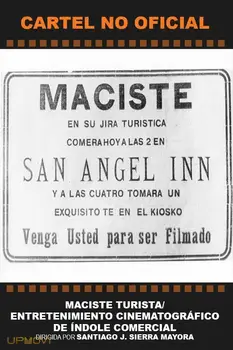 CARTEL NO OFICIAL
MACISTE
EN SU JIRA TURISTICA
COMERA HOY A LAS 2 EN
SAN ANGEL INN
Y A LAS CUATRO TOMARA UN
EXQUISITO TE EN EL KIOSKO
Venga Usted para ser Filmado
MACISTE TURISTA/
ENTRETENIMIENTO CINEMATOGRÁFICO
DE ÍNDOLE COMERCIAL
DIRIGIDA POR SANTIAGO J. SIERRA MAYORA
UPMOVI